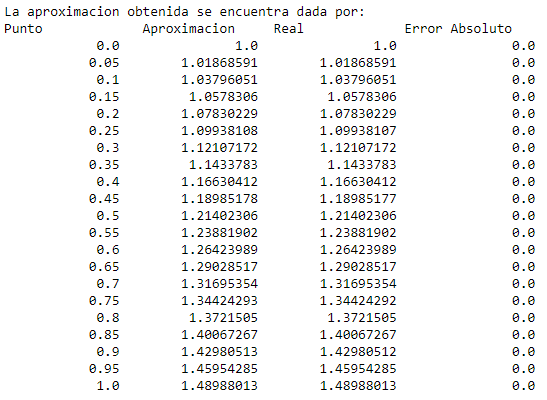 La aproximacion obtenida se encuentra dada por:
Punto Aproximacion Real Error Absoluto
0.0 1.0 1.0 0.0
0.05 1.01868591 1.01868591 0.0
0.1 1.03796051 1.03796051 0.0
0.15 1.0578306 1.0578306 0.0
0.2 1.07830229 1.07830229 0.0
0.25 1.09938108 1.09938107 0.0
0.3 1.12107172 1.12107172 0.0
0.35 1.1433783 1.1433783 0.0
0.4 1.16630412 1.16630412 0.0
0.45 1.18985178 1.18985177 0.0
0.5 1.21402306 1.21402306 0.0
0.55 1.23881902 1.23881902 0.0
0.6 1.26423989 1.26423989 0.0
0.65 1.29028517 1.29028517 0.0
0.7 1.31695354 1.31695354 0.0
0.75 1.34424293 1.34424292 0.0
0.8 1.3721505 1.3721505 0.0
0.85 1.40067267 1.40067267 0.0
0.9 1.42980513 1.42980512 0.0
0.95 1.45954285 1.45954285 0.0
1.0 1.48988013 1.48988013 0.0